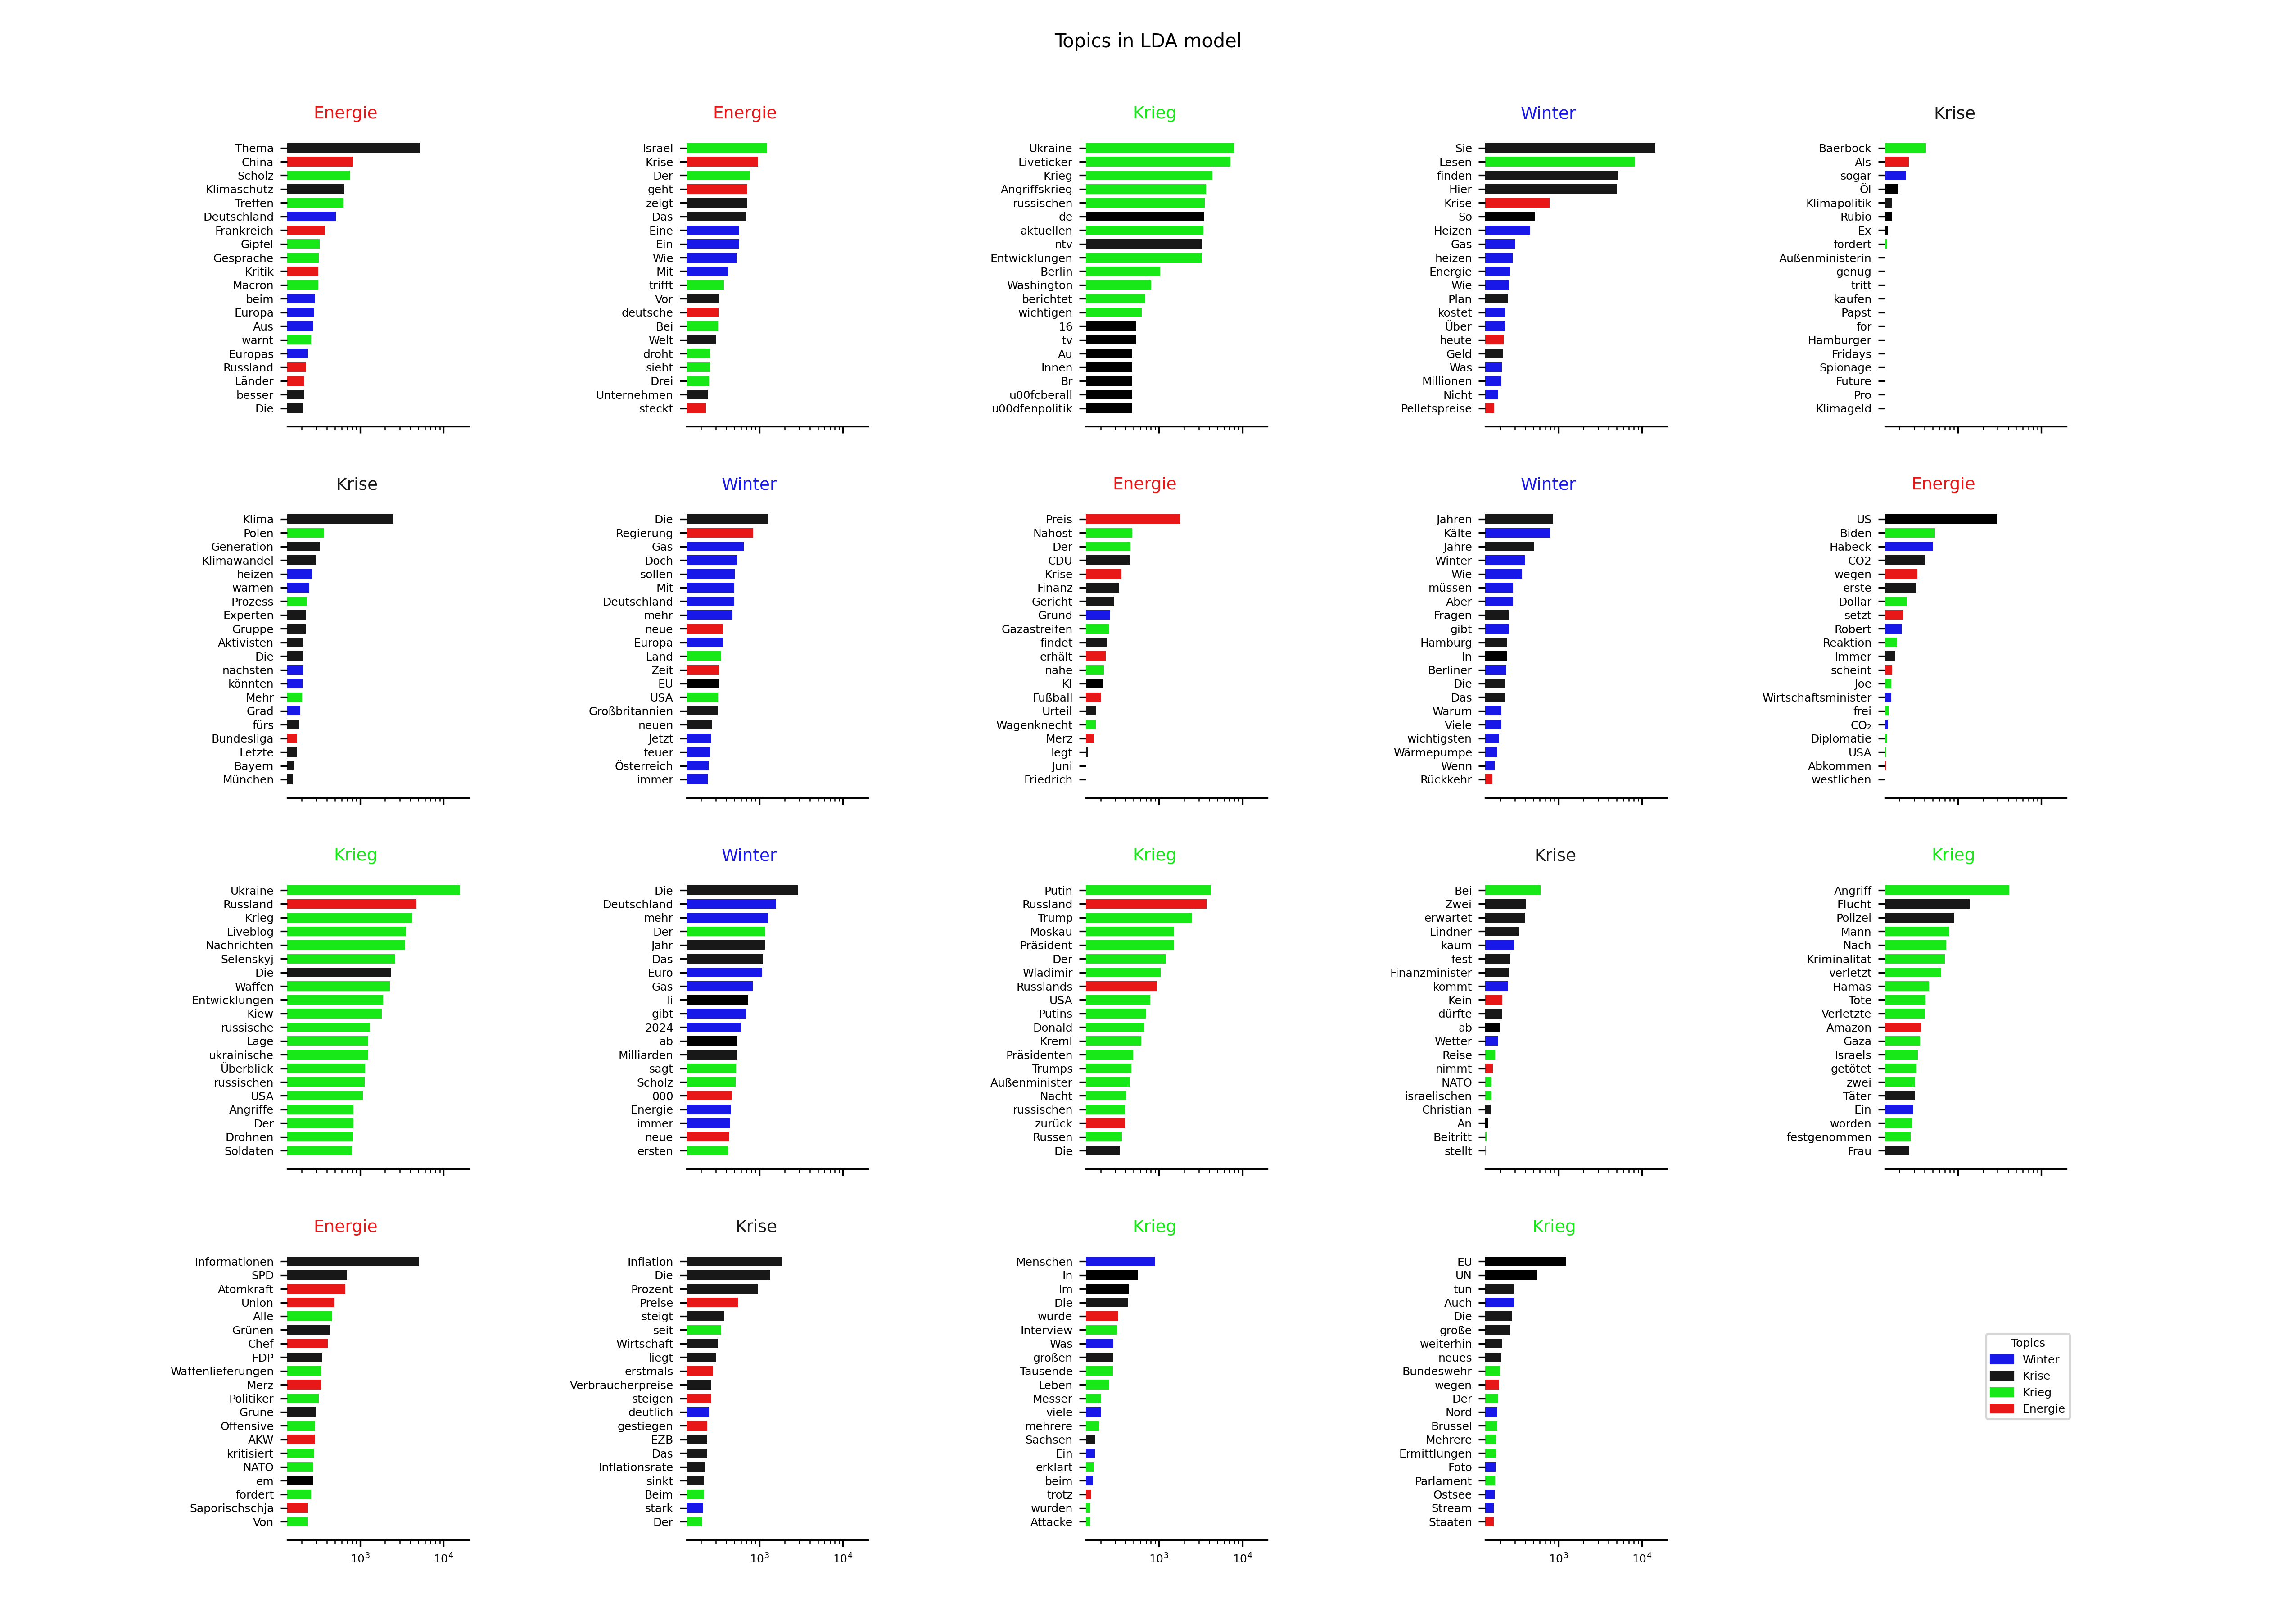 Topics in LDA model
Energie
Thema
China
Scholz
Klimaschutz
Treffen
Deutschland
Frankreich
Gipfel
Gespräche
Kritik
Macron
beim
Europa
Aus
warnt
Europas
Russland
Länder
besser
Die
Energie
Israel
Krise
Der
geht
zeigt
Das
Eine
Ein
Wie
Mit
trifft
Vor
deutsche
Bei
Welt
droht
sieht
Drei
Unternehmen
steckt
Krieg
Ukraine
Liveticker
Krieg
Angriffskrieg
russischen
de
aktuellen
ntv
Entwicklungen
Berlin
Washington
berichtet
wichtigen
16
tv
Au
Innen
Br
u00fcberall
u00dfenpolitik
Winter
Sie
Lesen
finden
Hier
Krise
So
Heizen
Gas
heizen
Energie
Wie
Plan
kostet
Über
heute
Geld
Was
Millionen
Nicht
Pelletspreise
Krise
Baerbock
Als
sogar
Öl
Klimapolitik
Rubio
Ex
fordert
Außenministerin
genug
tritt
kaufen
Papst
for
Hamburger
Fridays
Spionage
Future
Pro
Klimageld
Krise
Klima
Polen
Generation
Klimawandel
heizen
warnen
Prozess
Experten
Gruppe
Aktivisten
Die
nächsten
könnten
Mehr
Grad
fürs
Bundesliga
Letzte
Bayern
München
Winter
Die
Regierung
Gas
Doch
sollen
Mit
Deutschland
mehr
neue
Europa
Land
Zeit
EU
USA
Großbritannien
neuen
Jetzt
teuer
Österreich
immer
Energie
Preis
Nahost
Der
CDU
Krise
Finanz
Gericht
Grund
Gazastreifen
findet
erhält
nahe
KI
Fußball
Urteil
Wagenknecht
Merz
legt
Juni
Friedrich
Winter
Jahren
Kälte
Jahre
Winter
Wie
müssen
Aber
Fragen
gibt
Hamburg
In
Berliner
Die
Das
Warum
Viele
wichtigsten
Wärmepumpe
Wenn
Rückkehr
Energie
US
Biden
Habeck
CO2
wegen
erste
Dollar
setzt
Robert
Reaktion
Immer
scheint
Joe
Wirtschaftsminister
frei
CO₂
Diplomatie
USA
Abkommen
westlichen
Krieg
Ukraine
Russland
Krieg
Liveblog
Nachrichten
Selenskyj
Die
Waffen
Entwicklungen
Kiew
russische
Lage
ukrainische
Überblick
russischen
USA
Angriffe
Der
Drohnen
Soldaten
Winter
Die
Deutschland
mehr
Der
Jahr
Das
Euro
Gas
li
gibt
2024
ab
Milliarden
sagt
Scholz
000
Energie
immer
neue
ersten
Krieg
Putin
Russland
Trump
Moskau
Präsident
Der
Wladimir
Russlands
USA
Putins
Donald
Kreml
Präsidenten
Trumps
Außenminister
Nacht
russischen
zurück
Russen
Die
Krise
Bei
Zwei
erwartet
Lindner
kaum
fest
Finanzminister
kommt
Kein
dürfte
ab
Wetter
Reise
nimmt
NATO
israelischen
Christian
An
Beitritt
stellt
Krieg
Angriff
Flucht
Polizei
Mann
Nach
Kriminalität
verletzt
Hamas
Tote
Verletzte
Amazon
Gaza
Israels
getötet
zwei
Täter
Ein
worden
festgenommen
Frau
Energie
Informationen
SPD
Atomkraft
Union
Alle
Grünen
Chef
FDP
Waffenlieferungen
Merz
Politiker
Grüne
Offensive
AKW
kritisiert
NATO
em
fordert
Saporischschja
Von
10³ 10⁴
Krise
Inflation
Die
Prozent
Preise
steigt
seit
Wirtschaft
liegt
erstmals
Verbraucherpreise
steigen
deutlich
gestiegen
EZB
Das
Inflationsrate
sinkt
Beim
stark
Der
10³ 10⁴
Krieg
Menschen
In
Im
Die
wurde
Interview
Was
großen
Tausende
Leben
Messer
viele
mehrere
Sachsen
Ein
erklärt
beim
trotz
wurden
Attacke
10³ 10⁴
Krieg
EU
UN
tun
Auch
Die
große
weiterhin
neues
Bundeswehr
wegen
Der
Nord
Brüssel
Mehrere
Ermittlungen
Foto
Parlament
Ostsee
Stream
Staaten
10³ 10⁴
Topics
Winter
Krise
Krieg
Energie